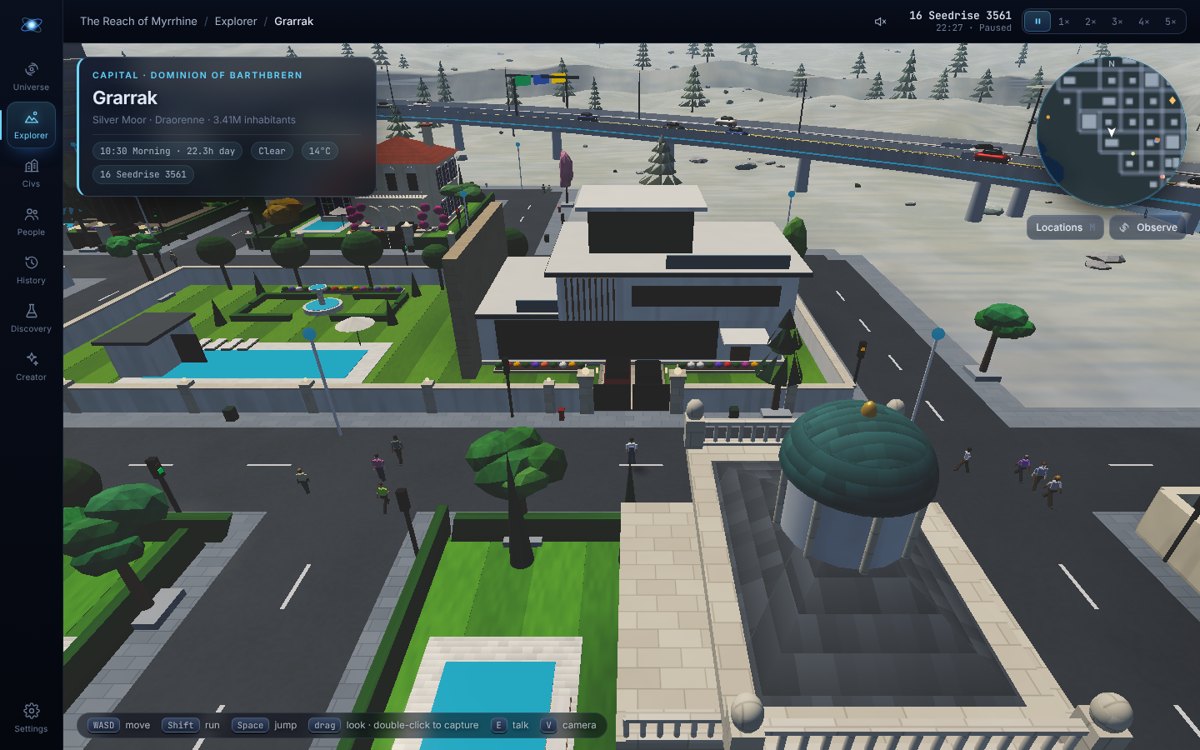 The Reach of Myrrhine / Explorer / Grarrak
16 Seedrise 3561
22:27 · Paused
1×
2×
3×
4×
5×
Universe
Explorer
Civs
People
History
Discovery
Creator
Settings
CAPITAL · DOMINION OF BARTHBRERN
Grarrak
Silver Moor · Draorenne · 3.41M inhabitants
10:30 Morning · 22.3h day
Clear
14°C
16 Seedrise 3561
N
Locations M
Observe
WASD move
Shift run
Space jump
drag look · double-click to capture
E talk
V camera